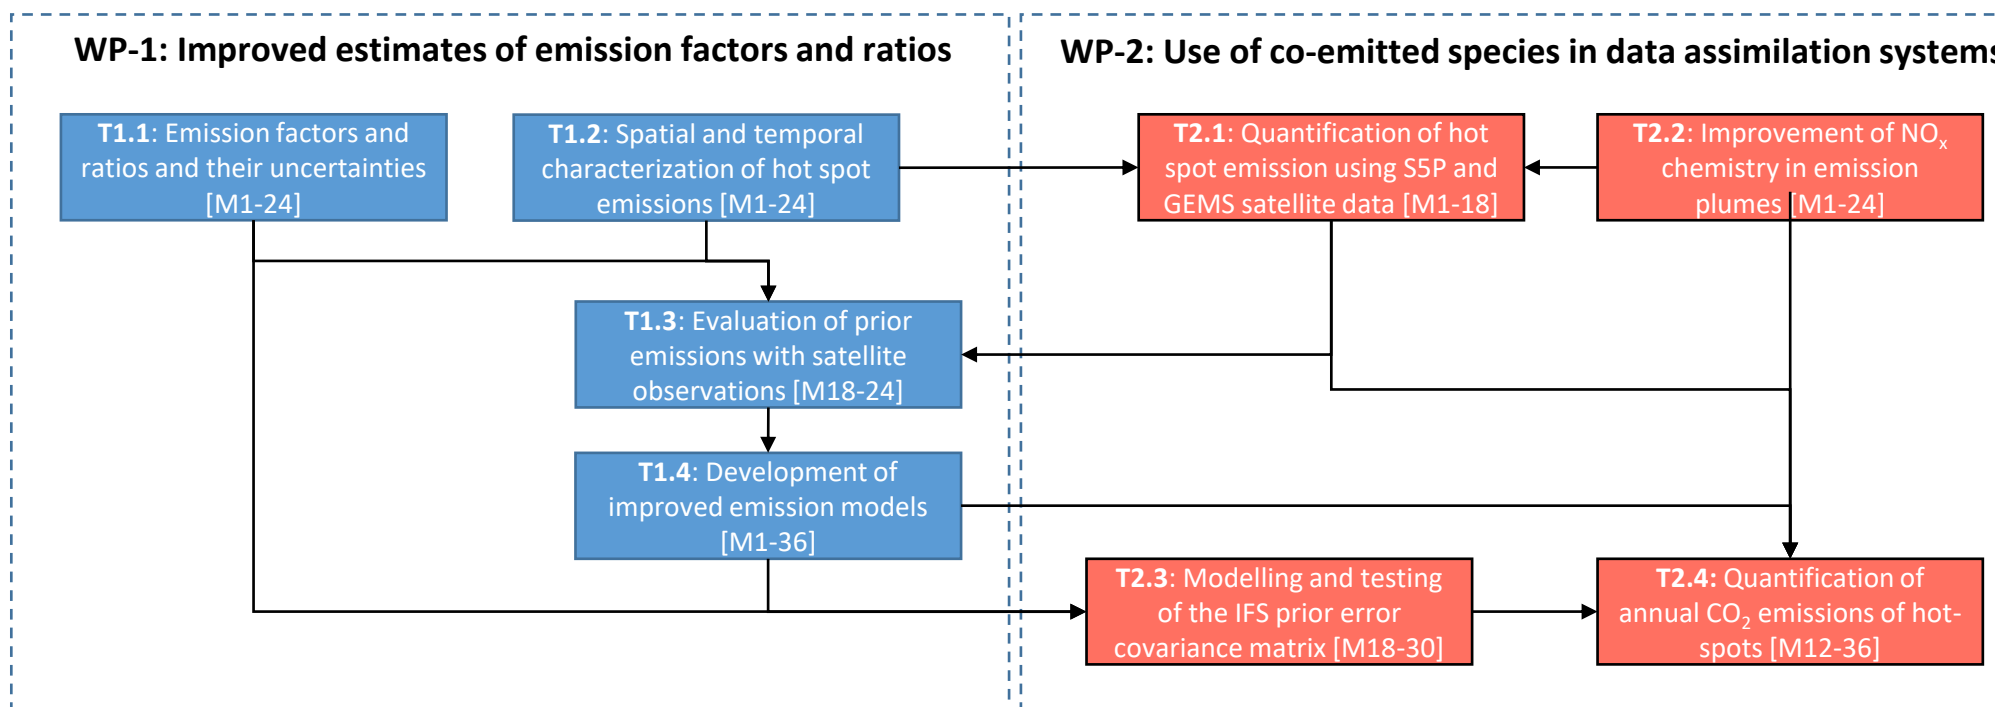 WP-1: Improved estimates of emission factors and ratios
T1.1: Emission factors and
ratios and their uncertainties
[M1-24]
T1.2: Spatial and temporal
characterization of hot spot
emissions [M1-24]
T1.3: Evaluation of prior
emissions with satellite
observations [M18-24]
T1.4: Development of
improved emission models
[M1-36]
WP-2: Use of co-emitted species in data assimilation systems
T2.1: Quantification of hot
spot emission using S5P and
GEMS satellite data [M1-18]
T2.2: Improvement of NOₓ
chemistry in emission
plumes [M1-24]
T2.3: Modelling and testing
of the IFS prior error
covariance matrix [M18-30]
T2.4: Quantification of
annual CO₂ emissions of hot-
spots [M12-36]